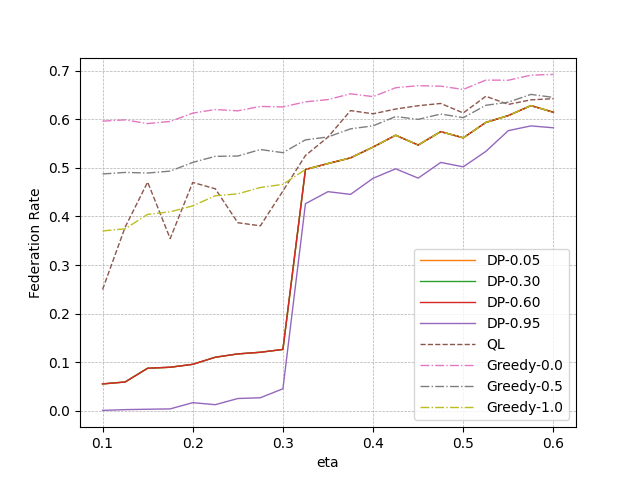 0.7
0.6
0.5
0.4
0.3
0.2
0.1
0.0
Federation Rate
DP-0.05
DP-0.30
DP-0.60
DP-0.95
QL
Greedy-0.0
Greedy-0.5
Greedy-1.0
0.1 0.2 0.3 0.4 0.5 0.6
eta